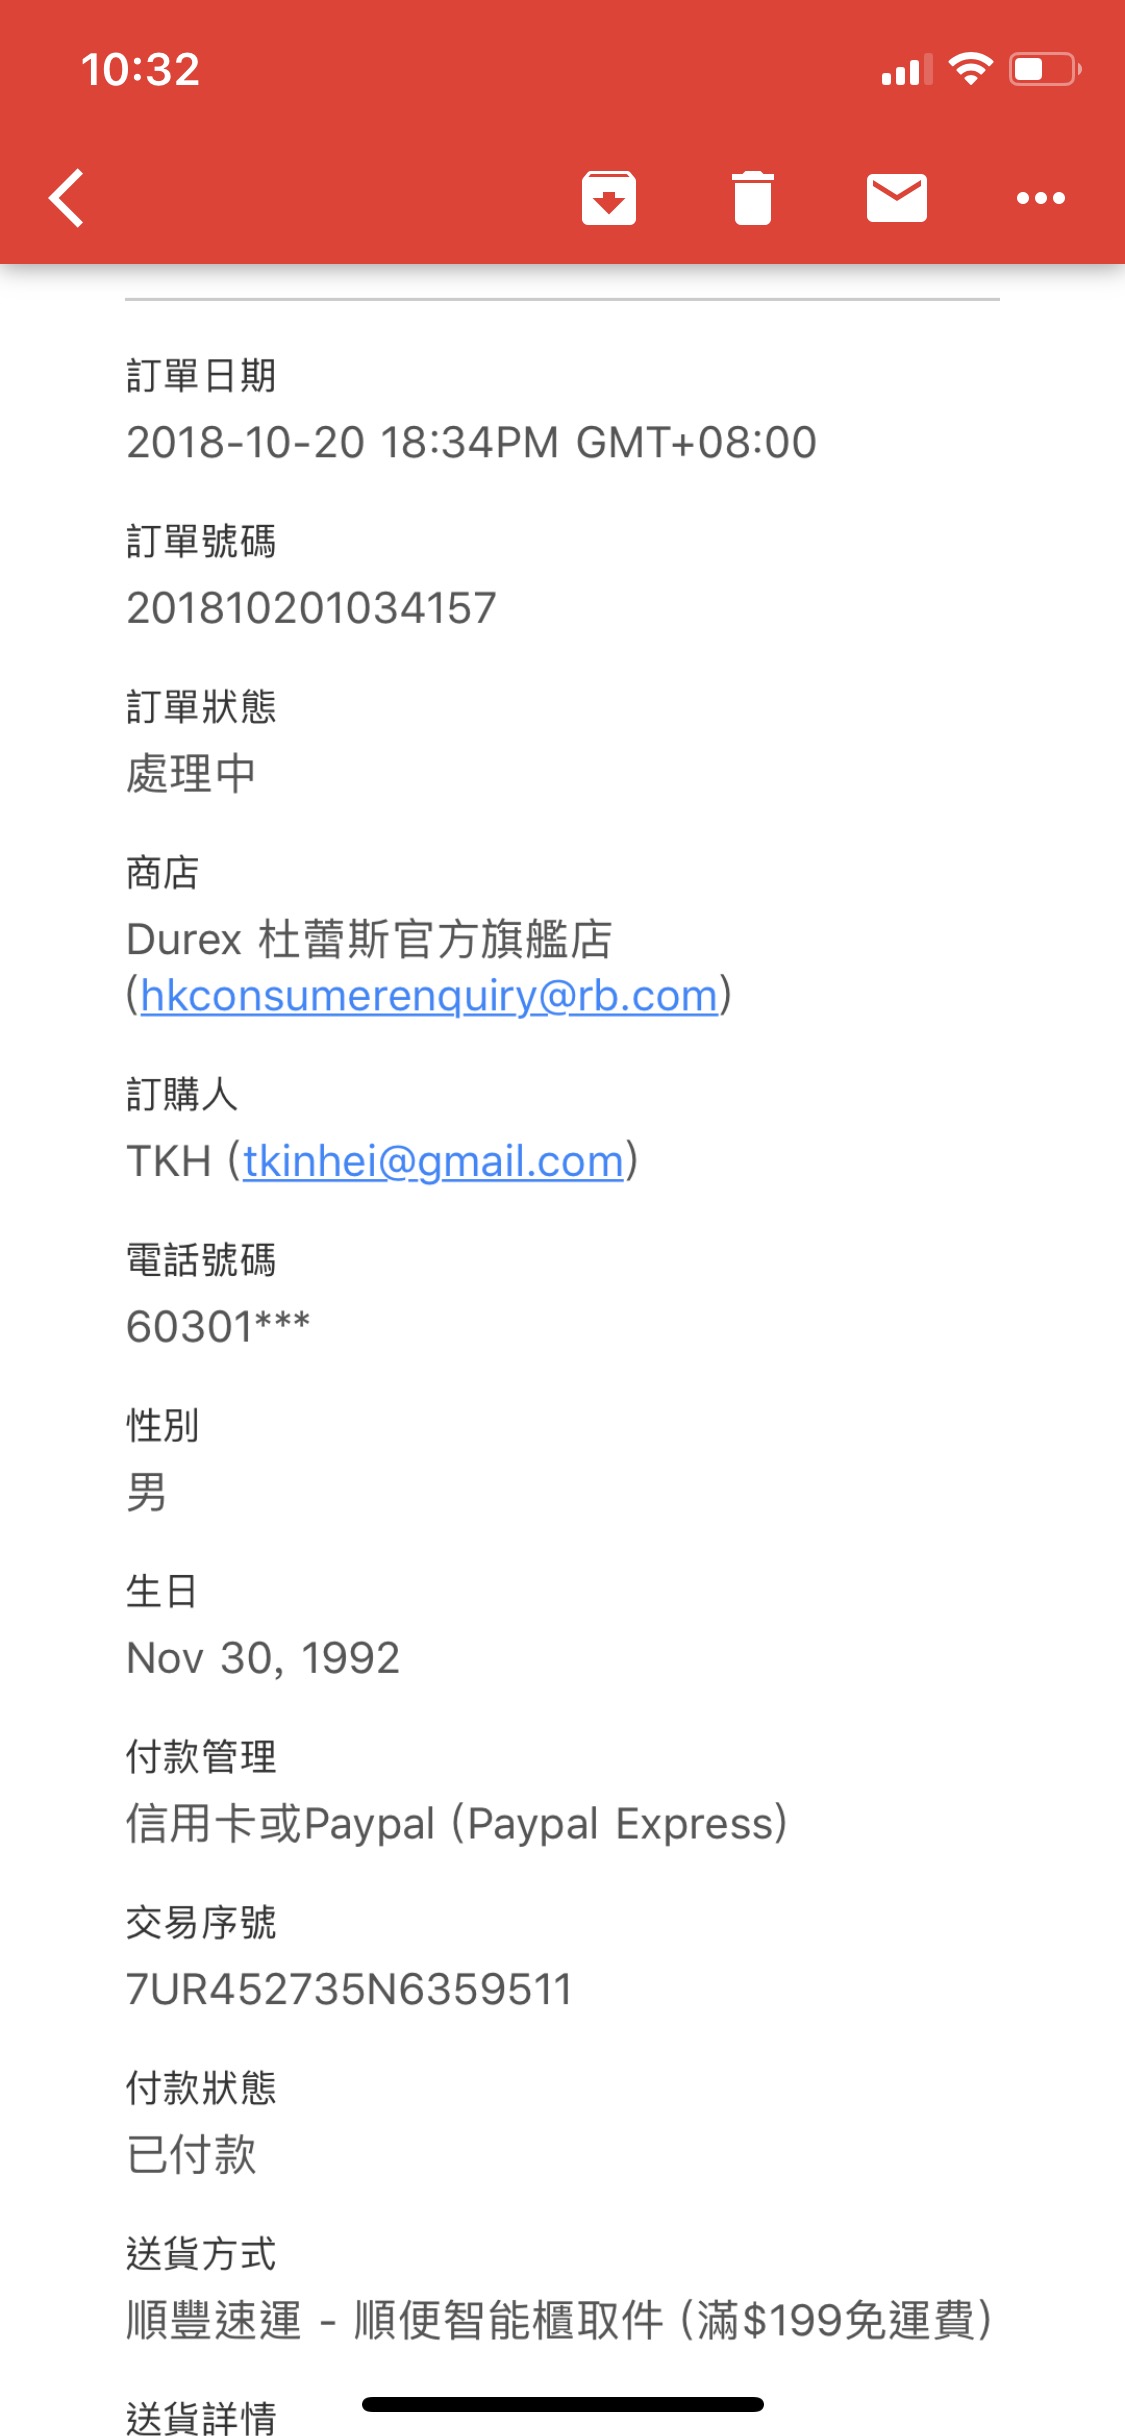 10:32
訂單日期
2018-10-20 18:34PM GMT+08:00
訂單號碼
201810201034157
訂單狀態
處理中
商店
Durex 杜蕾斯官方旗艦店
(hkconsumerenquiry@rb.com)
訂購人
TKH (tkinhei@gmail.com)
電話號碼
60301***
性別
男
生日
Nov 30, 1992
付款管理
信用卡或Paypal (Paypal Express)
交易序號
7UR452735N6359511
付款狀態
已付款
送貨方式
順豐速運 - 順便智能櫃取件 (滿$199免運費)
送貨詳情